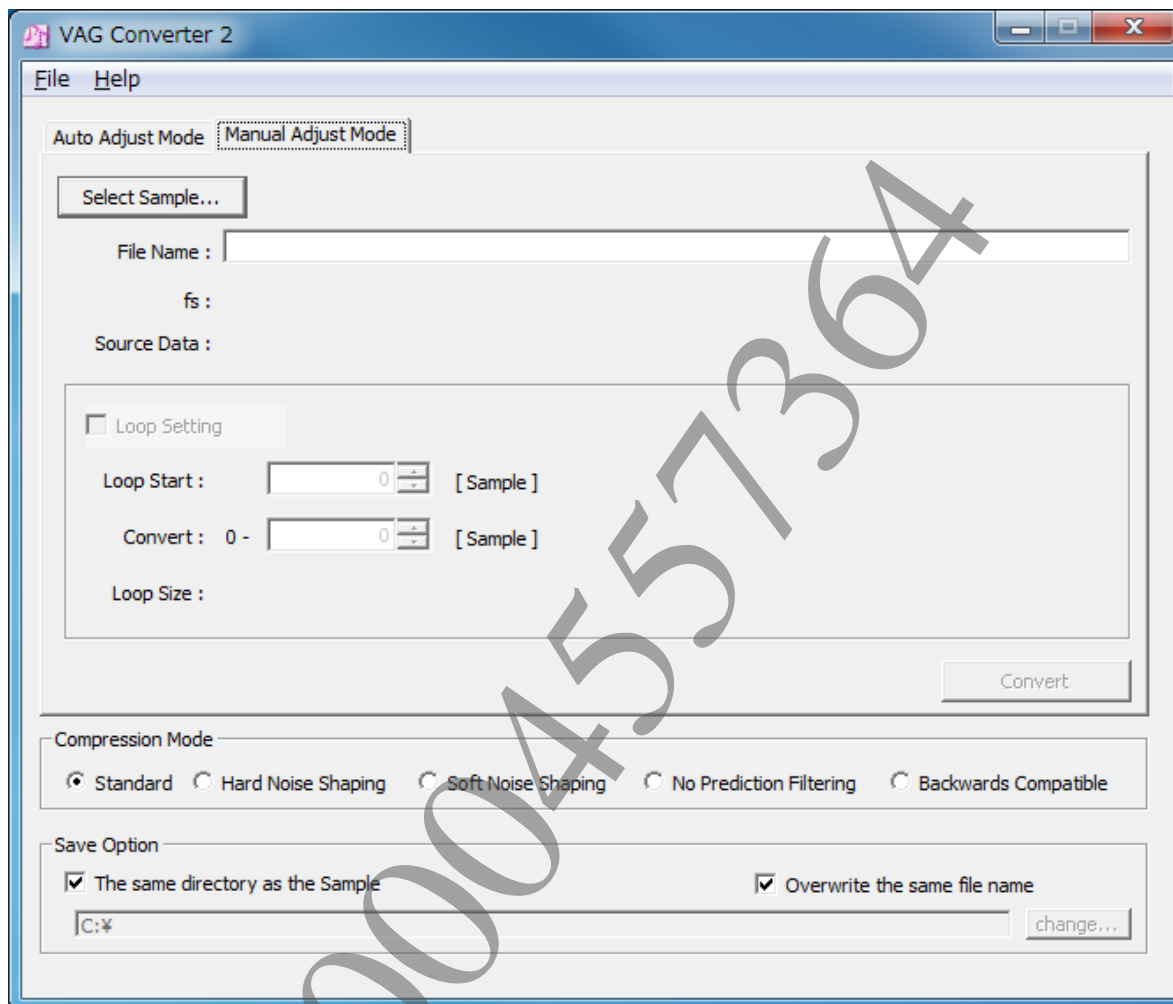 VAG Converter 2
File Help
Auto Adjust Mode Manual Adjust Mode
Select Sample...
File Name :
fs :
Source Data :
Loop Setting
Loop Start : 0 [ Sample ]
Convert : 0 - 0 [ Sample ]
Loop Size :
Convert
Compression Mode
Standard Hard Noise Shaping Soft Noise Shaping No Prediction Filtering Backwards Compatible
Save Option
The same directory as the Sample Overwrite the same file name
C:¥ change...
00045573​64